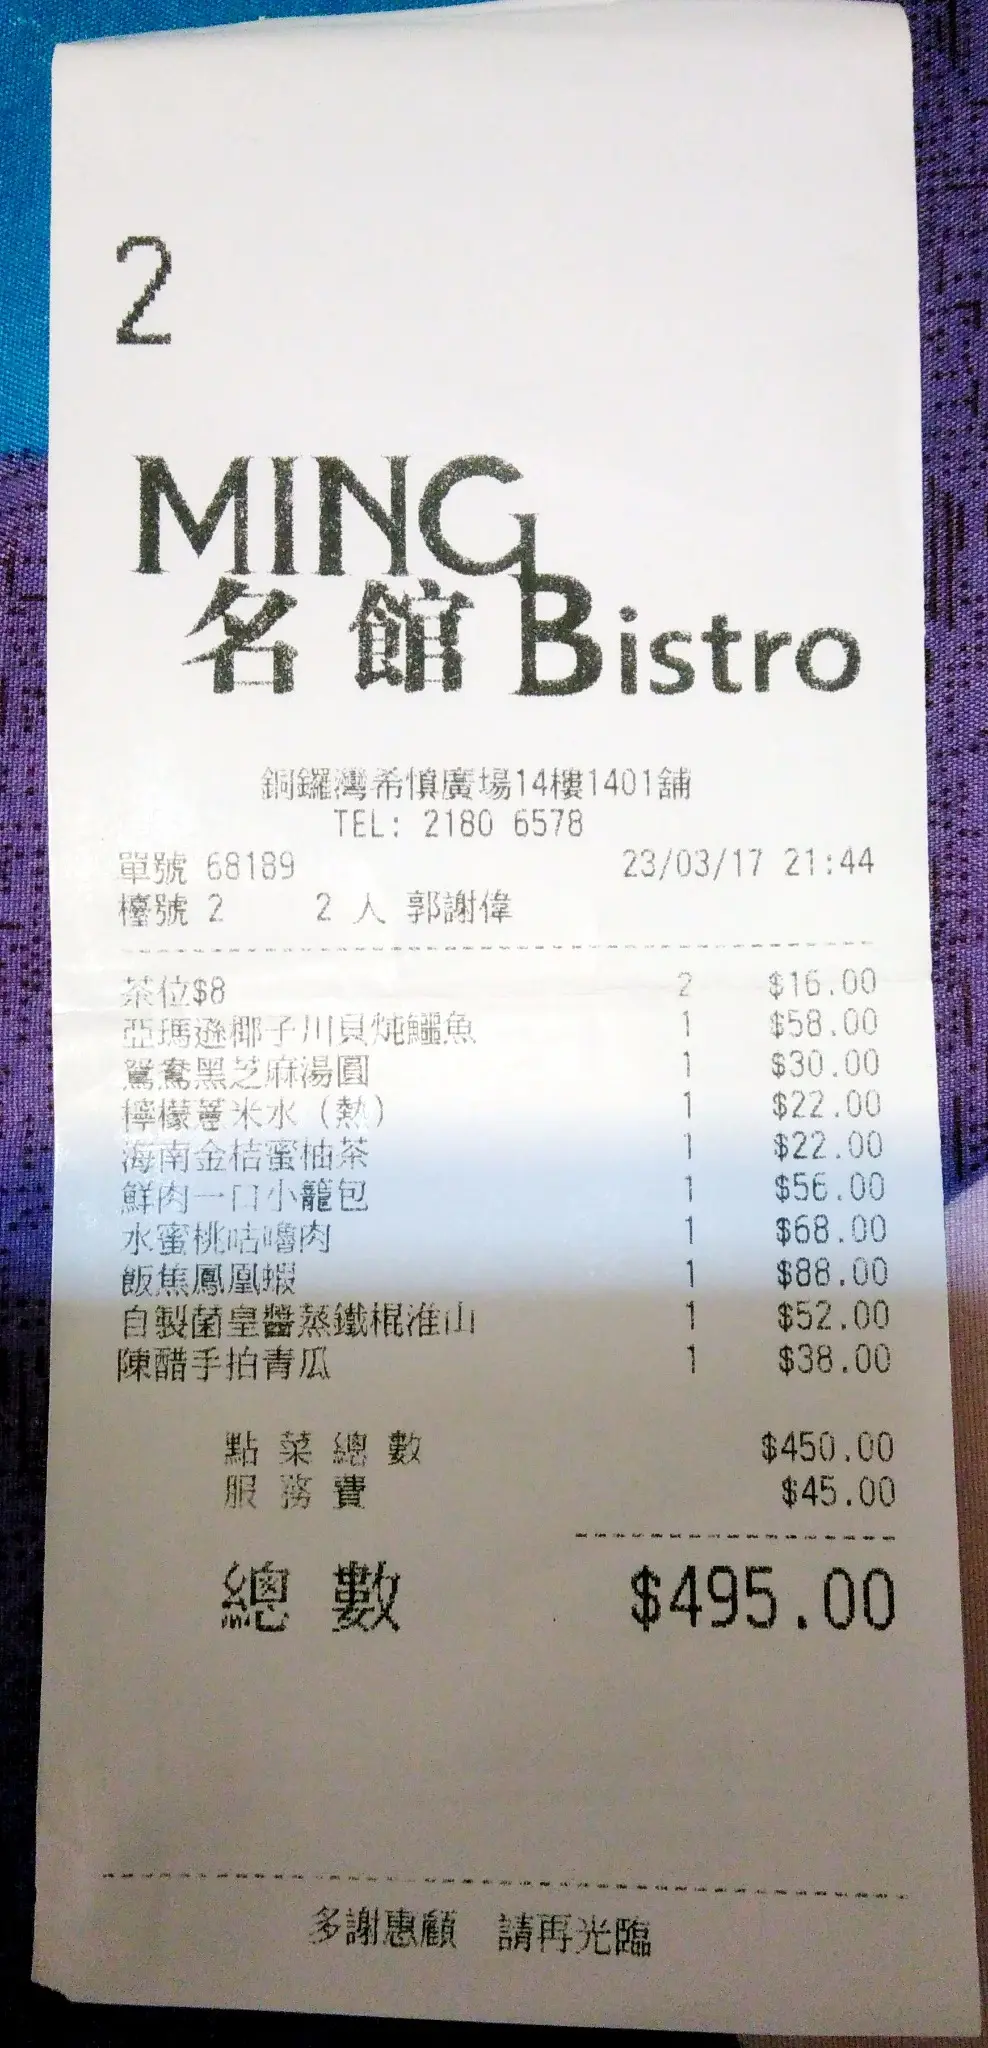 2
MING
名館 Bistro
銅鑼灣希慎廣場14樓1401舖
TEL: 2180 6578
單號 68189 23/03/17 21:44
檯號 2 2 人 郭謝偉
茶位$8 2 $16.00
亞瑪遜椰子川貝炖鱷魚 1 $58.00
鴛鴦黑芝麻湯圓 1 $30.00
檸檬薏米水 (熱) 1 $22.00
海南金桔蜜柚茶 1 $22.00
鮮肉一口小籠包 1 $56.00
水蜜桃咕嚕肉 1 $68.00
飯焦鳳凰蝦 1 $88.00
自製菌皇醬蒸鐵棍淮山 1 $52.00
陳醋手拍青瓜 1 $38.00
點菜總數 $450.00
服務費 $45.00
總數 $495.00
多謝惠顧 請再光臨